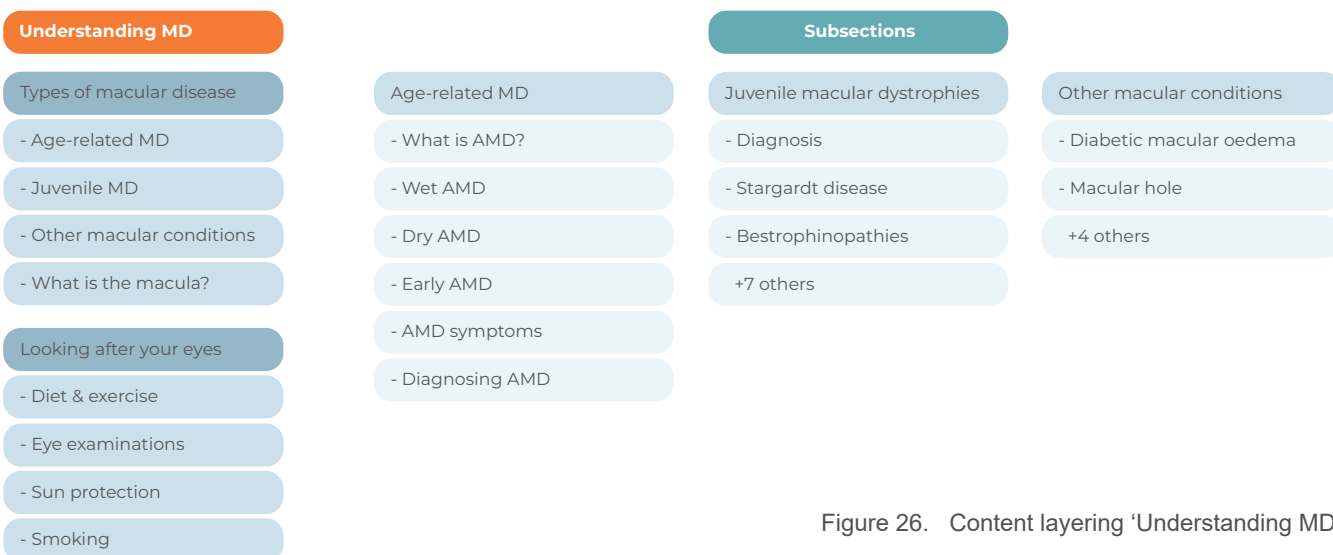 Understanding MD
Types of macular disease
- Age-related MD
- Juvenile MD
- Other macular conditions
- What is the macula?
Looking after your eyes
- Diet & exercise
- Eye examinations
- Sun protection
- Smoking
Subsections
Age-related MD
- What is AMD?
- Wet AMD
- Dry AMD
- Early AMD
- AMD symptoms
- Diagnosing AMD
Juvenile macular dystrophies
- Diagnosis
- Stargardt disease
- Bestrophinopathies
+7 others
Other macular conditions
- Diabetic macular oedema
- Macular hole
+4 others
Figure 26. Content layering ‘Understanding MD